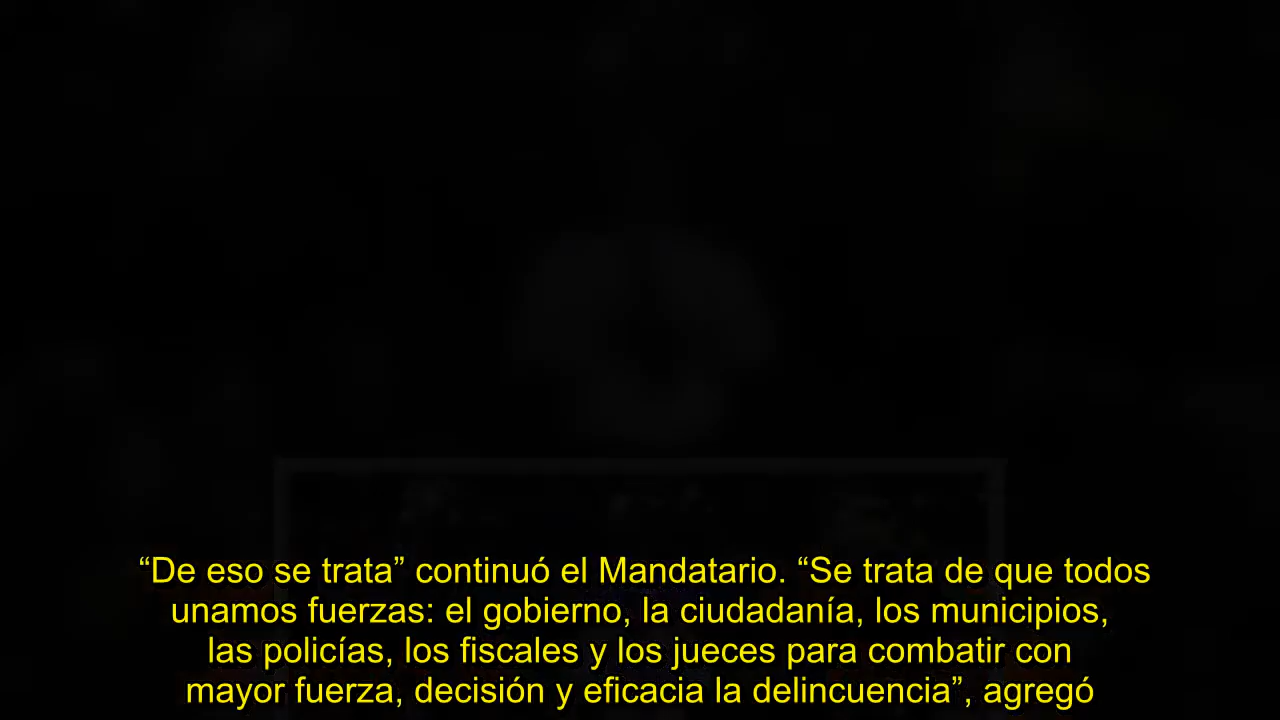 “De eso se trata” continuó el Mandatario. “Se trata de que todos
unamos fuerzas: el gobierno, la ciudadanía, los municipios,
las policías, los fiscales y los jueces para combatir con
mayor fuerza, decisión y eficacia la delincuencia”, agregó